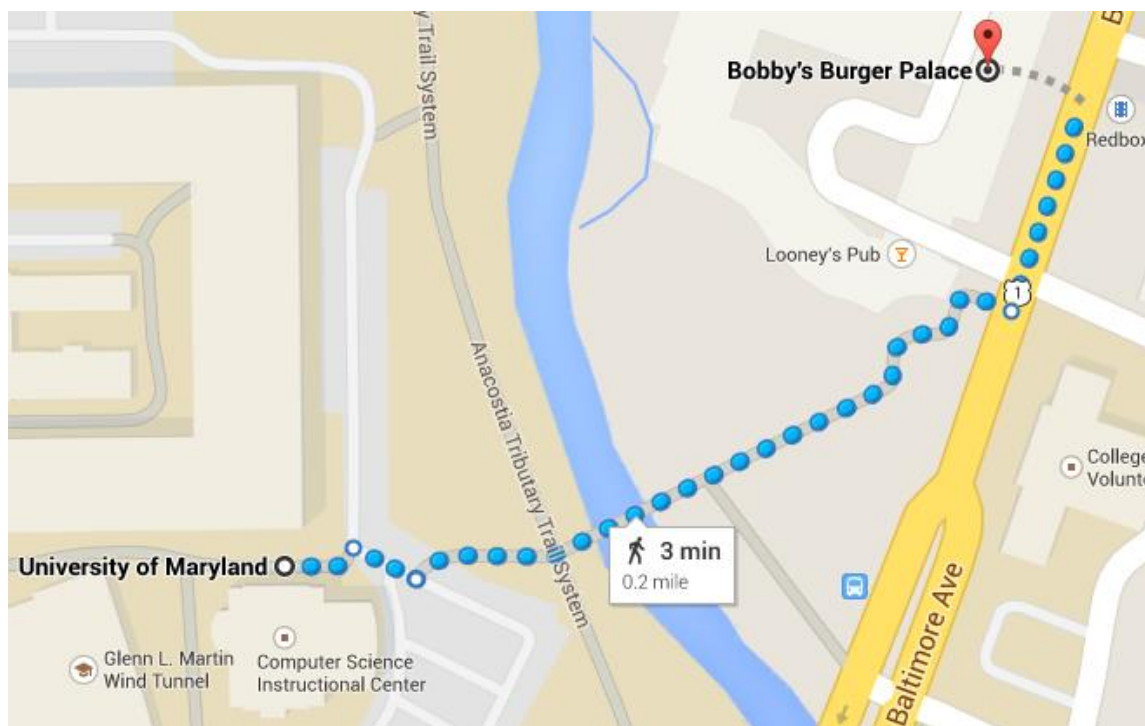 y Trail System
B
Bobby's Burger Palace
Redbox
Looney's Pub
1
Anacostia Tributary Trail System
College
Volunte
University of Maryland
3 min
0.2 mile
Glenn L. Martin
Wind Tunnel
Computer Science
Instructional Center
Baltimore Ave